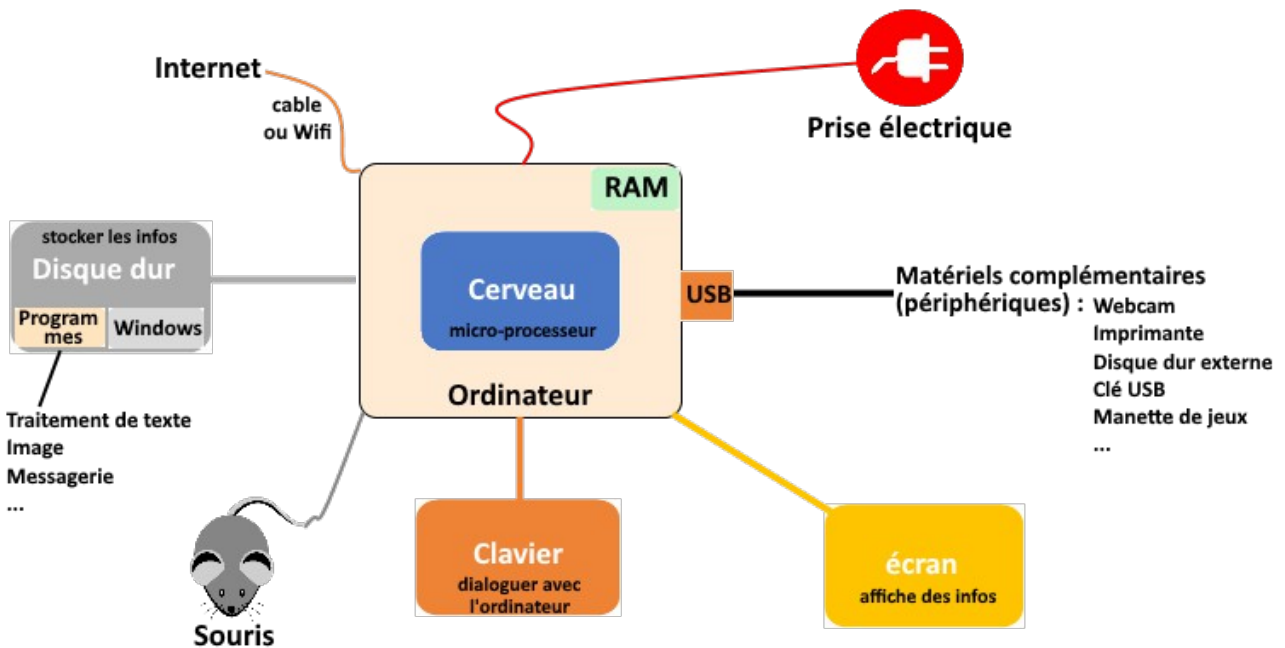 Internet
cable
ou Wifi
Prise électrique
RAM
stocker les infos
Disque dur
Program
mes
Windows
Cerveau
micro-processeur
USB
Matériels complémentaires
(périphériques) :
Webcam
Imprimante
Disque dur externe
Clé USB
Manette de jeux
...
Ordinateur
Traitement de texte
Image
Messagerie
...
Clavier
dialoguer avec
l'ordinateur
écran
affiche des infos
Souris